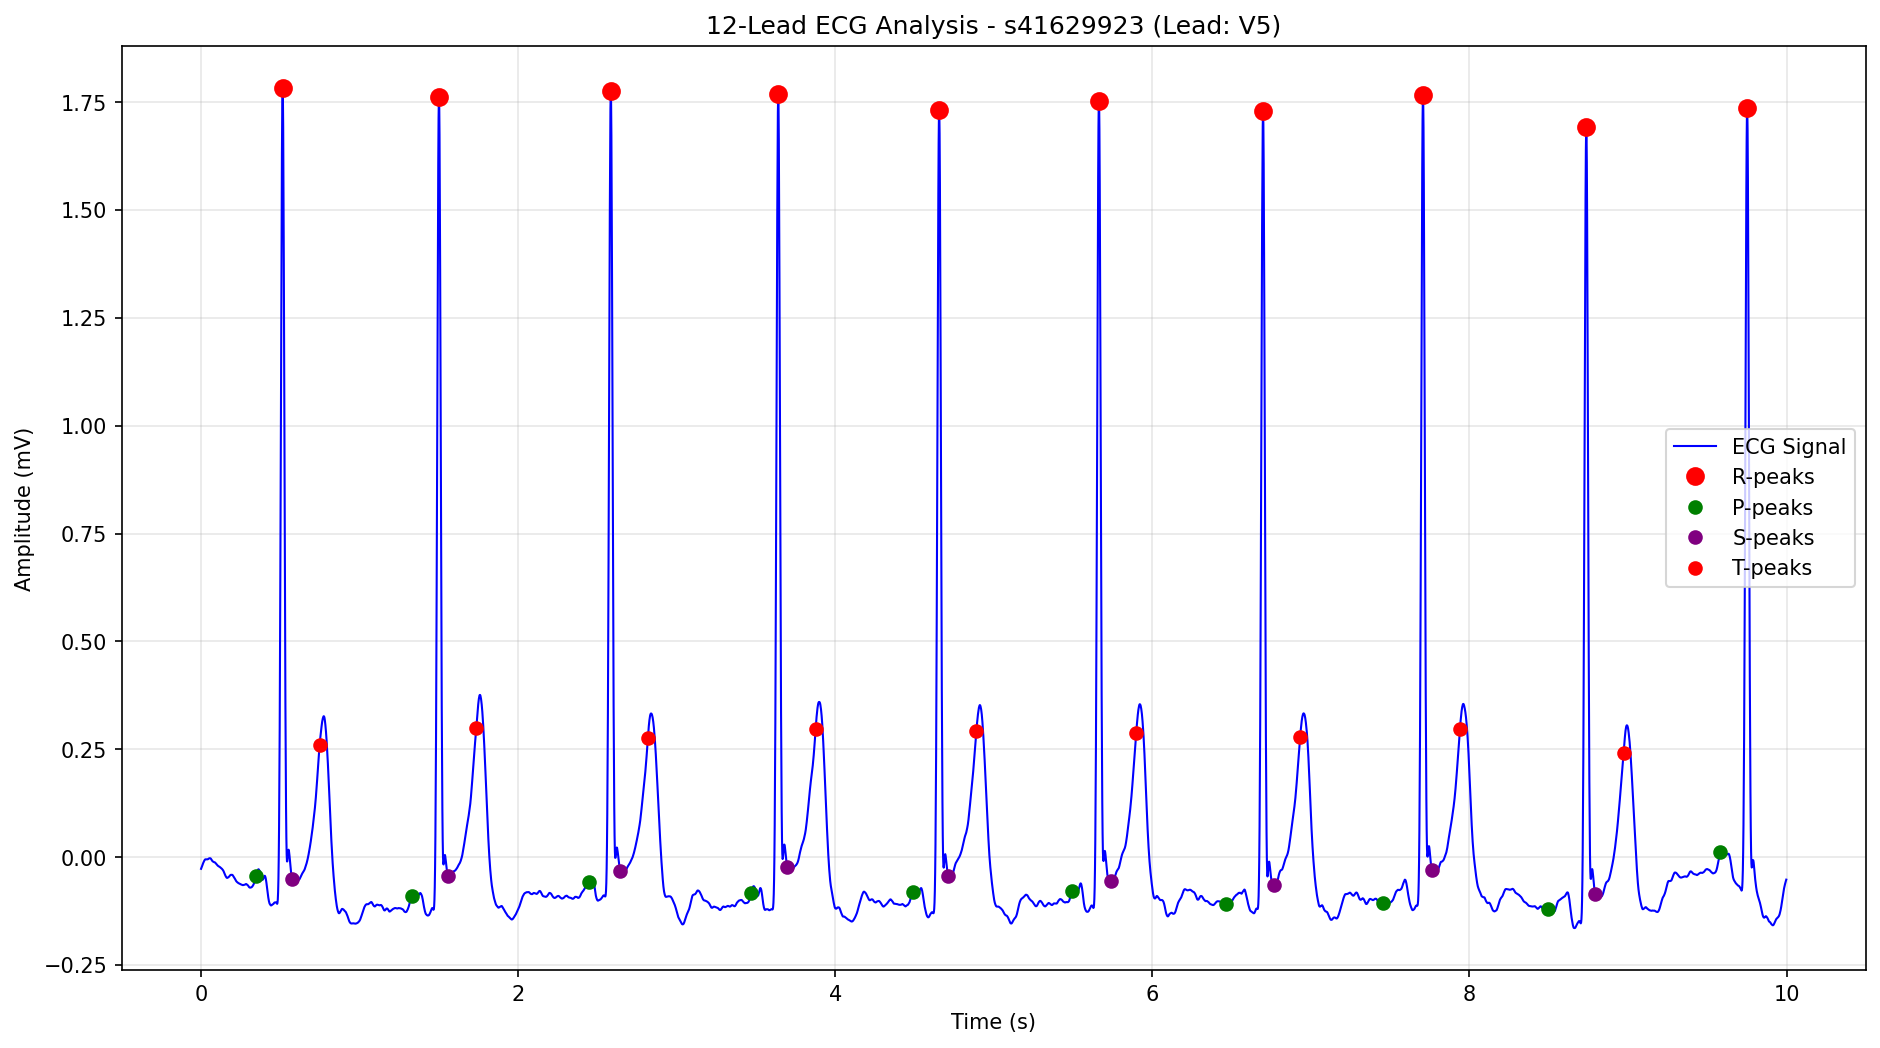 12-Lead ECG Analysis - s41629923 (Lead: V5)
Amplitude (mV)
1.75
1.50
1.25
1.00
0.75
0.50
0.25
0.00
−0.25
ECG Signal
R-peaks
P-peaks
S-peaks
T-peaks
0 2 4 6 8 10
Time (s)